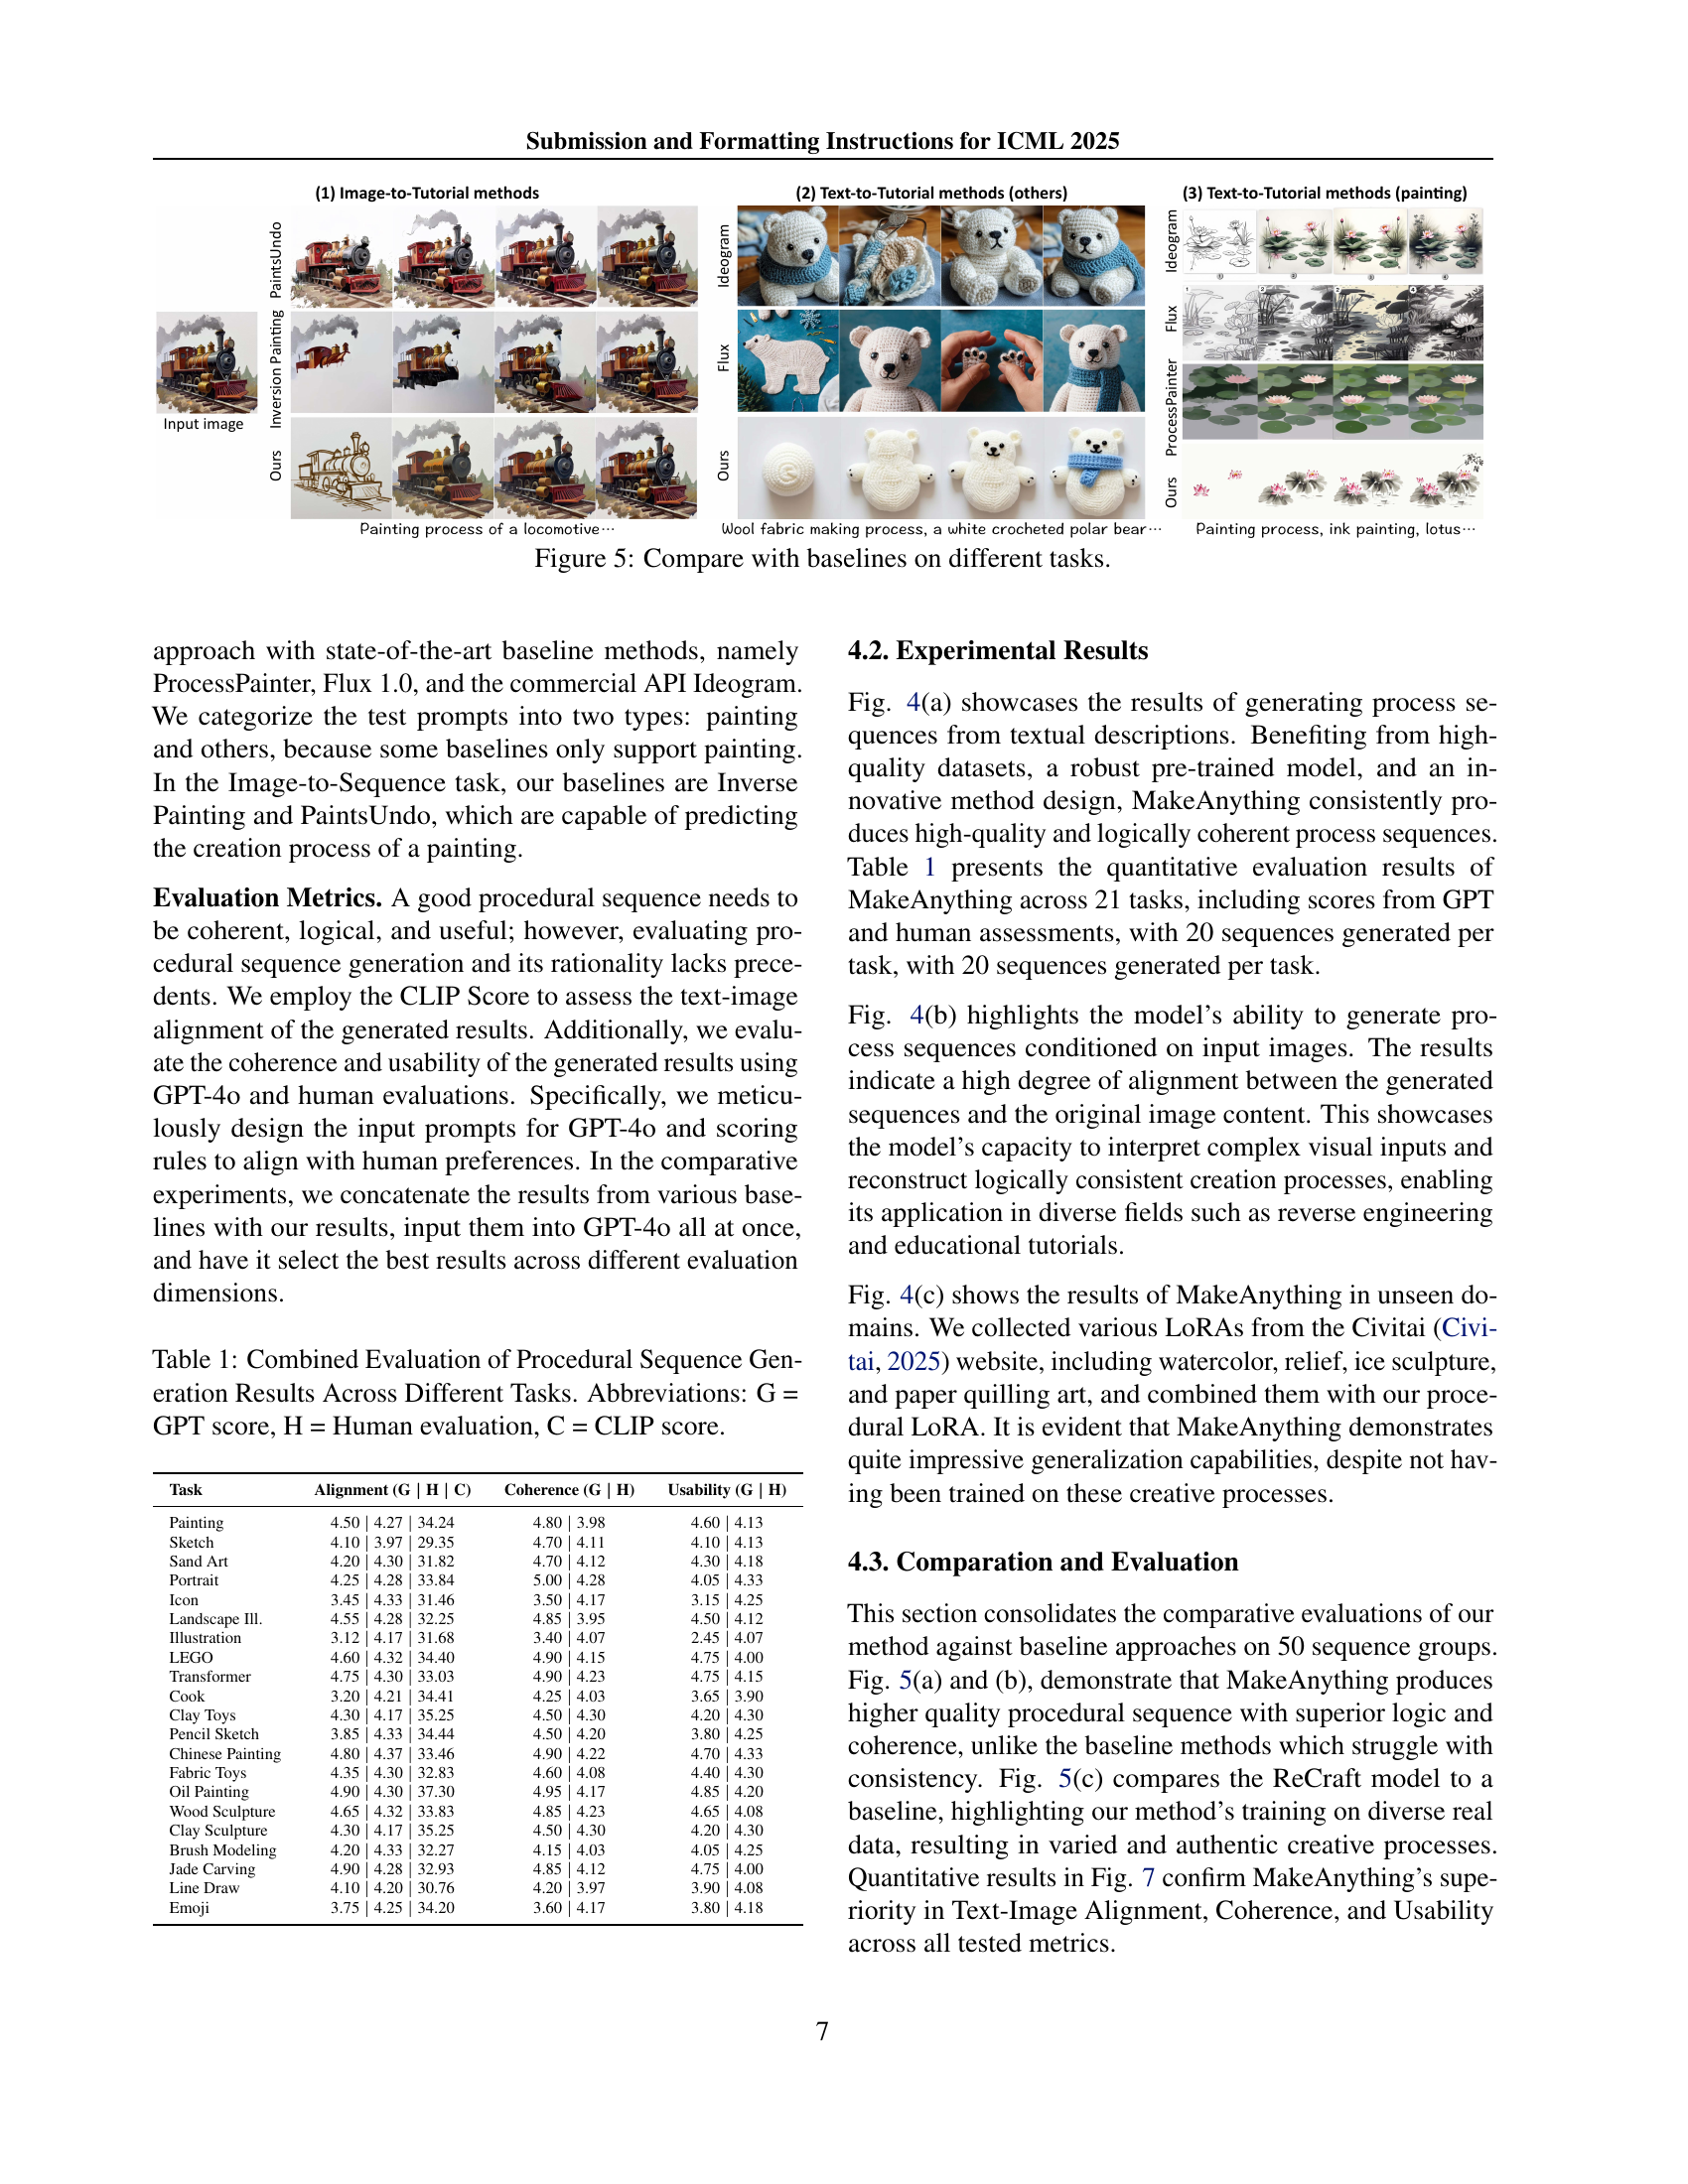 Submission and Formatting Instructions for ICML 2025
(1) Image-to-Tutorial methods
PaintsUndo
Inversion Painting
Ours
Input image
Painting process of a locomotive···
(2) Text-to-Tutorial methods (others)
Ideogram
Flux
Ours
Wool fabric making process, a white crocheted polar bear···
(3) Text-to-Tutorial methods (painting)
Ideogram
Flux
ProcessPainter
Ours
Painting process, ink painting, lotus···
Figure 5: Compare with baselines on different tasks.
approach with state-of-the-art baseline methods, namely
ProcessPainter, Flux 1.0, and the commercial API Ideogram.
We categorize the test prompts into two types: painting
and others, because some baselines only support painting.
In the Image-to-Sequence task, our baselines are Inverse
Painting and PaintsUndo, which are capable of predicting
the creation process of a painting.
Evaluation Metrics. A good procedural sequence needs to
be coherent, logical, and useful; however, evaluating pro-
cedural sequence generation and its rationality lacks prece-
dents. We employ the CLIP Score to assess the text-image
alignment of the generated results. Additionally, we evalu-
ate the coherence and usability of the generated results using
GPT-4o and human evaluations. Specifically, we meticu-
lously design the input prompts for GPT-4o and scoring
rules to align with human preferences. In the comparative
experiments, we concatenate the results from various base-
lines with our results, input them into GPT-4o all at once,
and have it select the best results across different evaluation
dimensions.
Table 1: Combined Evaluation of Procedural Sequence Gen-
eration Results Across Different Tasks. Abbreviations: G =
GPT score, H = Human evaluation, C = CLIP score.
Task Alignment (G | H | C) Coherence (G | H) Usability (G | H)
Painting 4.50 | 4.27 | 34.24 4.80 | 3.98 4.60 | 4.13
Sketch 4.10 | 3.97 | 29.35 4.70 | 4.11 4.10 | 4.13
Sand Art 4.20 | 4.30 | 31.82 4.70 | 4.12 4.30 | 4.18
Portrait 4.25 | 4.28 | 33.84 5.00 | 4.28 4.05 | 4.33
Icon 3.45 | 4.33 | 31.46 3.50 | 4.17 3.15 | 4.25
Landscape Ill. 4.55 | 4.28 | 32.25 4.85 | 3.95 4.50 | 4.12
Illustration 3.12 | 4.17 | 31.68 3.40 | 4.07 2.45 | 4.07
LEGO 4.60 | 4.32 | 34.40 4.90 | 4.15 4.75 | 4.00
Transformer 4.75 | 4.30 | 33.03 4.90 | 4.23 4.75 | 4.15
Cook 3.20 | 4.21 | 34.41 4.25 | 4.03 3.65 | 3.90
Clay Toys 4.30 | 4.17 | 35.25 4.50 | 4.30 4.20 | 4.30
Pencil Sketch 3.85 | 4.33 | 34.44 4.50 | 4.20 3.80 | 4.25
Chinese Painting 4.80 | 4.37 | 33.46 4.90 | 4.22 4.70 | 4.33
Fabric Toys 4.35 | 4.30 | 32.83 4.60 | 4.08 4.40 | 4.30
Oil Painting 4.90 | 4.30 | 37.30 4.95 | 4.17 4.85 | 4.20
Wood Sculpture 4.65 | 4.32 | 33.83 4.85 | 4.23 4.65 | 4.08
Clay Sculpture 4.30 | 4.17 | 35.25 4.50 | 4.30 4.20 | 4.30
Brush Modeling 4.20 | 4.33 | 32.27 4.15 | 4.03 4.05 | 4.25
Jade Carving 4.90 | 4.28 | 32.93 4.85 | 4.12 4.75 | 4.00
Line Draw 4.10 | 4.20 | 30.76 4.20 | 3.97 3.90 | 4.08
Emoji 3.75 | 4.25 | 34.20 3.60 | 4.17 3.80 | 4.18
4.2. Experimental Results
Fig. 4(a) showcases the results of generating process se-
quences from textual descriptions. Benefiting from high-
quality datasets, a robust pre-trained model, and an in-
novative method design, MakeAnything consistently pro-
duces high-quality and logically coherent process sequences.
Table 1 presents the quantitative evaluation results of
MakeAnything across 21 tasks, including scores from GPT
and human assessments, with 20 sequences generated per
task, with 20 sequences generated per task.
Fig. 4(b) highlights the model's ability to generate pro-
cess sequences conditioned on input images. The results
indicate a high degree of alignment between the generated
sequences and the original image content. This showcases
the model's capacity to interpret complex visual inputs and
reconstruct logically consistent creation processes, enabling
its application in diverse fields such as reverse engineering
and educational tutorials.
Fig. 4(c) shows the results of MakeAnything in unseen do-
mains. We collected various LoRAs from the Civitai (Civi-
tai, 2025) website, including watercolor, relief, ice sculpture,
and paper quilling art, and combined them with our proce-
dural LoRA. It is evident that MakeAnything demonstrates
quite impressive generalization capabilities, despite not hav-
ing been trained on these creative processes.
4.3. Comparation and Evaluation
This section consolidates the comparative evaluations of our
method against baseline approaches on 50 sequence groups.
Fig. 5(a) and (b), demonstrate that MakeAnything produces
higher quality procedural sequence with superior logic and
coherence, unlike the baseline methods which struggle with
consistency. Fig. 5(c) compares the ReCraft model to a
baseline, highlighting our method's training on diverse real
data, resulting in varied and authentic creative processes.
Quantitative results in Fig. 7 confirm MakeAnything's supe-
riority in Text-Image Alignment, Coherence, and Usability
across all tested metrics.
7